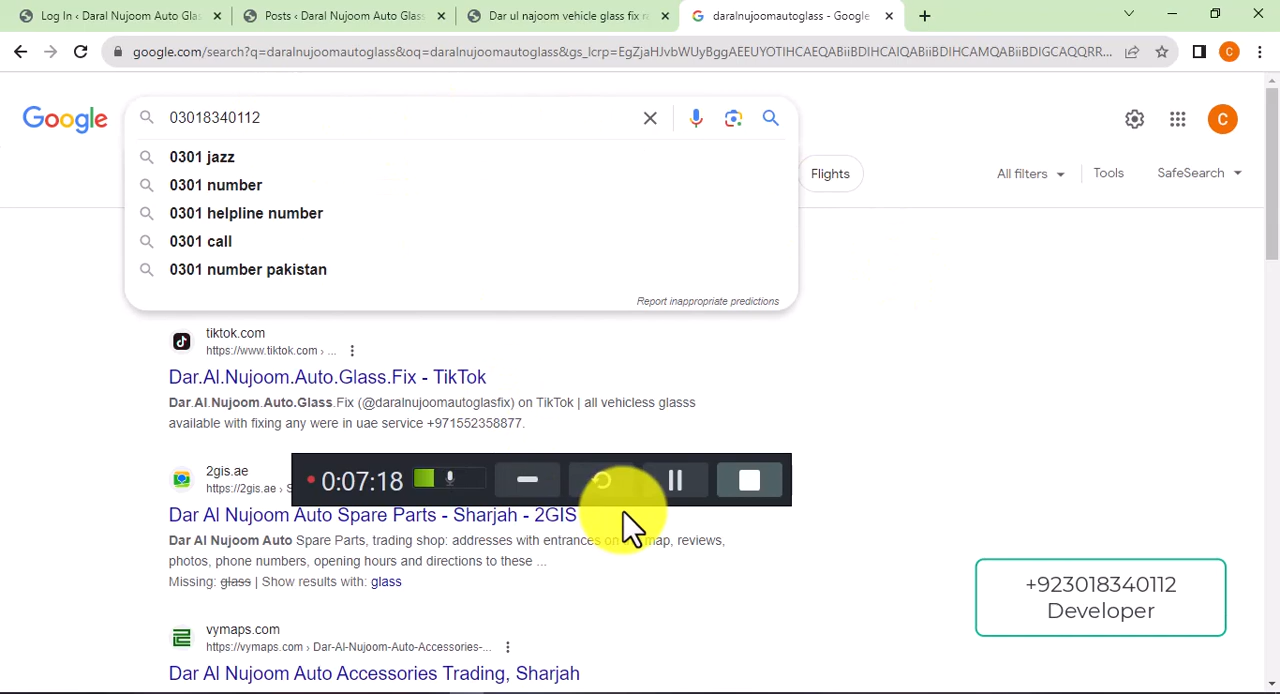 Log In ‹ Daral Nujoom Auto Glas
Posts ‹ Daral Nujoom Auto Glass
Dar ul najoom vehicle glass fix ra
daralnujoomautoglass - Google
google.com/search?q=daralnujoomautoglass&oq=daralnujoomautoglass&gs_lcrp=EgZjaHJvbWUyBggAEEUYOTIHCAEQABiiBDIHCAIQABiiBDIHCAMQABiiBDIGCAQQRR...
C
Google
03018340112
C
0301 jazz
0301 number
0301 helpline number
0301 call
0301 number pakistan
Report inappropriate predictions
Flights
All filters
Tools
SafeSearch
tiktok.com
https://www.tiktok.com › ...
Dar.Al.Nujoom.Auto.Glass.Fix - TikTok
Dar.Al.Nujoom.Auto.Glass.Fix (@daralnujoomautoglasfix) on TikTok | all vehicless glasss
available with fixing any were in uae service +971552358877.
0:07:18
2gis.ae
https://2gis.ae › S
Dar Al Nujoom Auto Spare Parts - Sharjah - 2GIS
Dar Al Nujoom Auto Spare Parts, trading shop: addresses with entrances on map, reviews,
photos, phone numbers, opening hours and directions to these ...
Missing: glass | Show results with: glass
vymaps.com
https://vymaps.com › Dar-Al-Nujoom-Auto-Accessories-...
Dar Al Nujoom Auto Accessories Trading, Sharjah
+923018340112
Developer